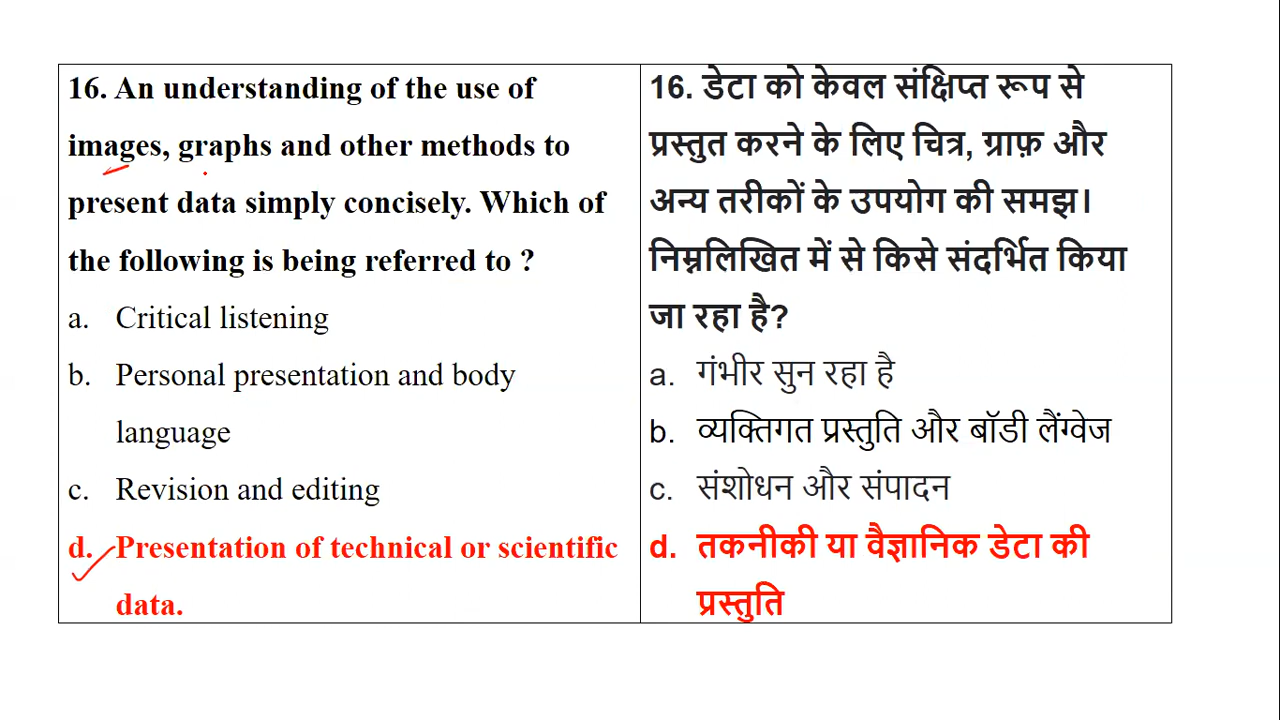 16. An understanding of the use of
images, graphs and other methods to
present data simply concisely. Which of
the following is being referred to ?
a. Critical listening
b. Personal presentation and body
language
c. Revision and editing
d. Presentation of technical or scientific
data.
16. डेटा को केवल संक्षिप्त रूप से
प्रस्तुत करने के लिए चित्र, ग्राफ़ और
अन्य तरीकों के उपयोग की समझ।
निम्नलिखित में से किसे संदर्भित किया
जा रहा है?
a. गंभीर सुन रहा है
b. व्यक्तिगत प्रस्तुति और बॉडी लैंग्वेज
c. संशोधन और संपादन
d. तकनीकी या वैज्ञानिक डेटा की
प्रस्तुति